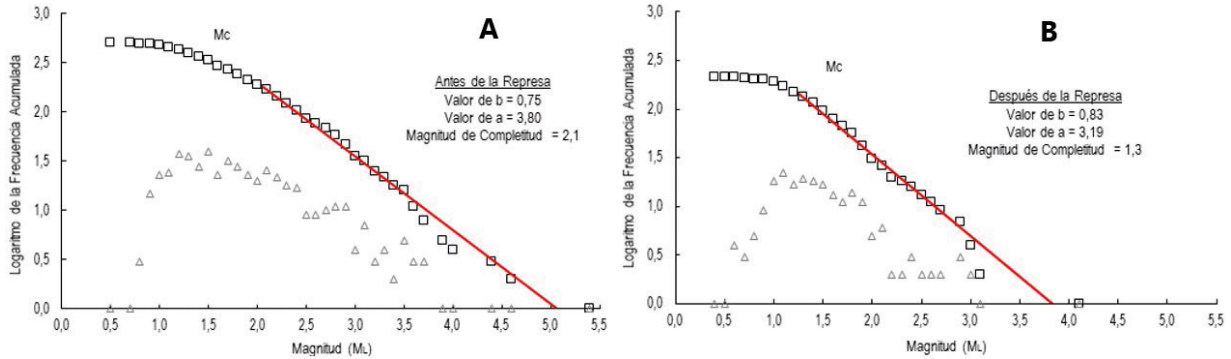 A
Logaritmo de la Frecuencia Acumulada
3,0
2,5
2,0
1,5
1,0
0,5
0,0
Mc
Antes de la Represa
Valor de b = 0,75
Valor de a = 3,80
Magnitud de Completitud = 2,1
0,0 0,5 1,0 1,5 2,0 2,5 3,0 3,5 4,0 4,5 5,0 5,5
Magnitud (ML)
B
Logaritmo de la Frecuencia Acumulada
3,0
2,5
2,0
1,5
1,0
0,5
0,0
Mc
Después de la Represa
Valor de b = 0,83
Valor de a = 3,19
Magnitud de Completitud = 1,3
0,0 0,5 1,0 1,5 2,0 2,5 3,0 3,5 4,0 4,5 5,0 5,5
Magnitud (ML)